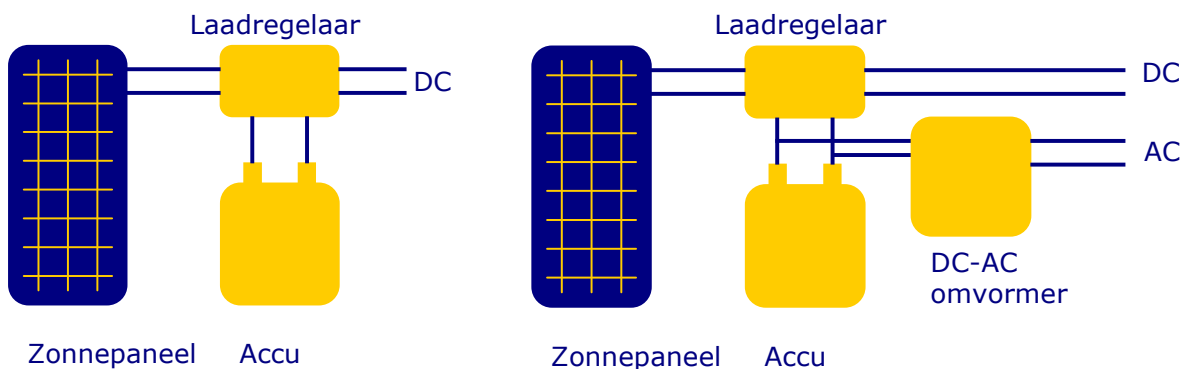 Laadregelaar
DC
Zonnepaneel
Accu
Laadregelaar
DC
AC
DC-AC
omvormer
Zonnepaneel
Accu